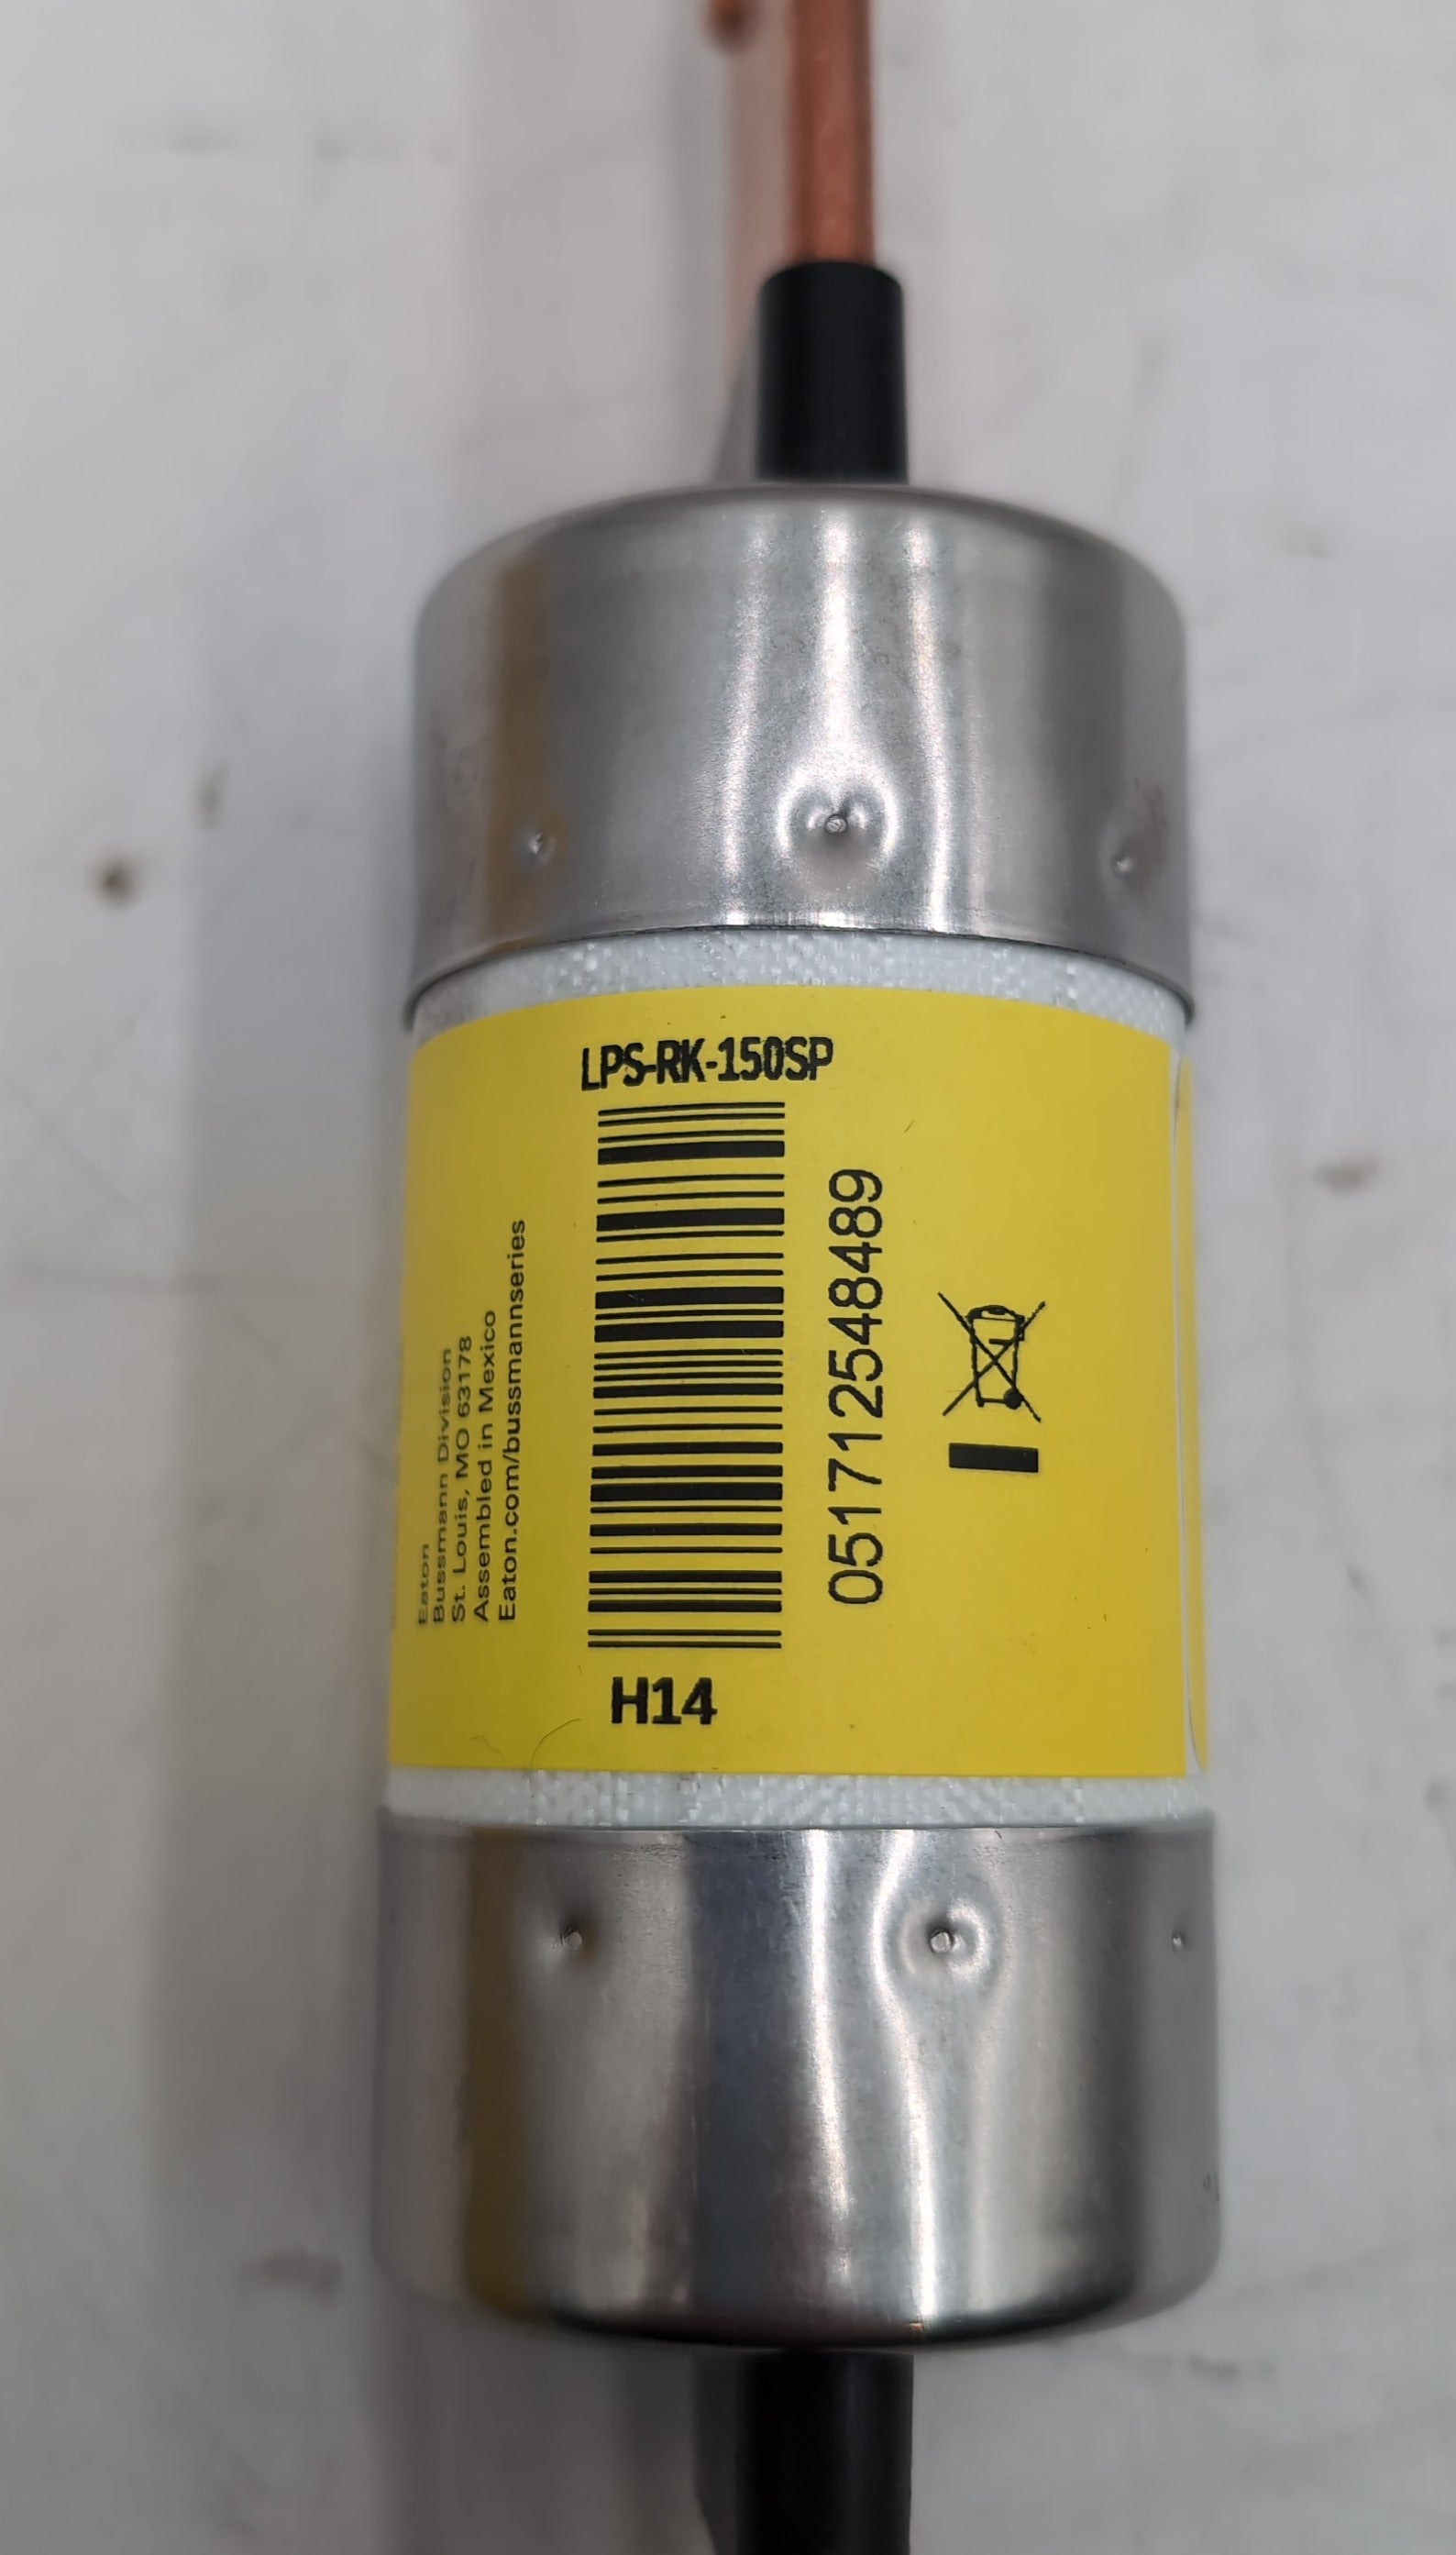 LPS-RK-150SP
Eaton
Bussmann Division
St. Louis, MO 63178
Assembled in Mexico
Eaton.com/bussmannseries
051712548489
H14